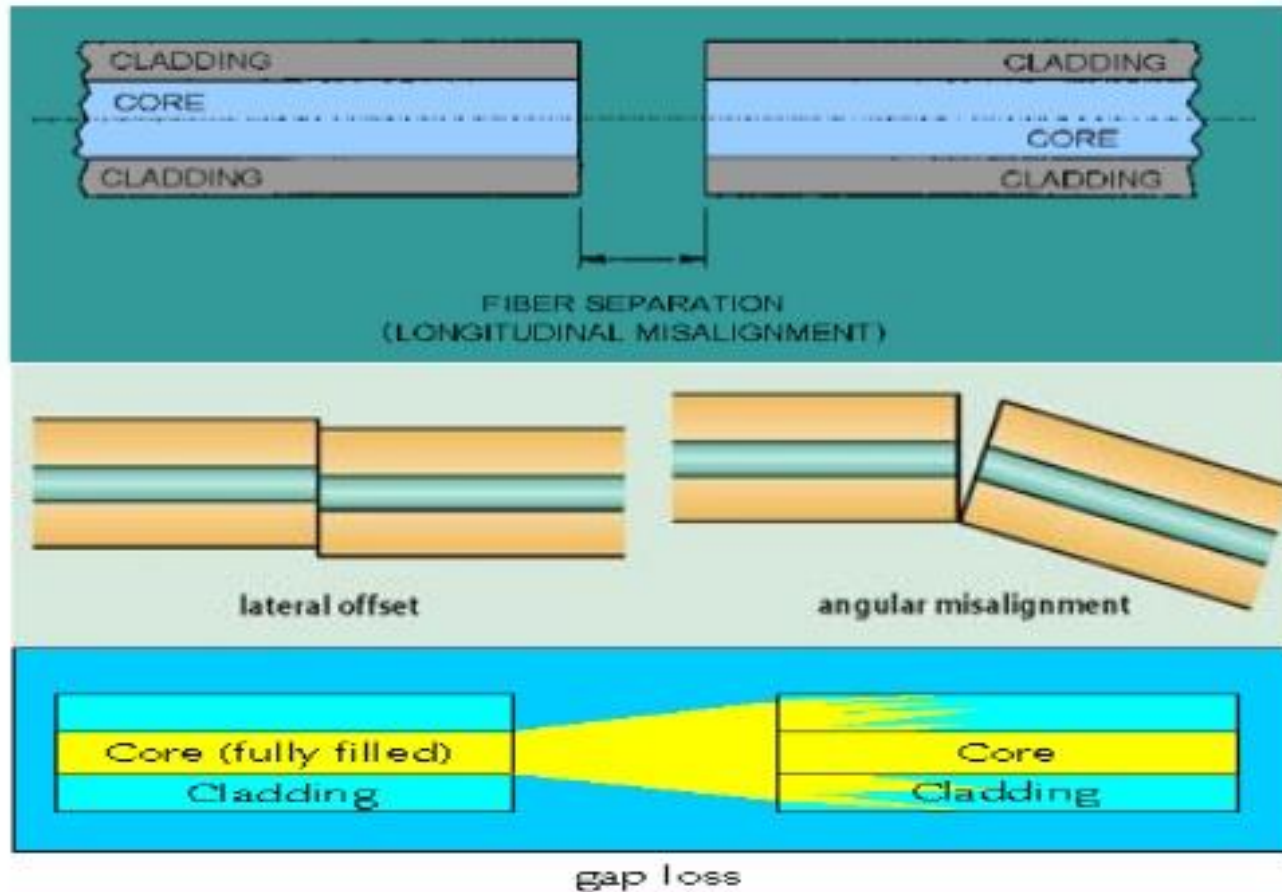 CLADDING
CLADDING
CORE
CORE
CLADDING
CLADDING
FIBER SEPARATION
(LONGITUDINAL MISALIGNMENT)
lateral offset
angular misalignment
Core (fully filled)
Core
Cladding
Cladding
gap loss